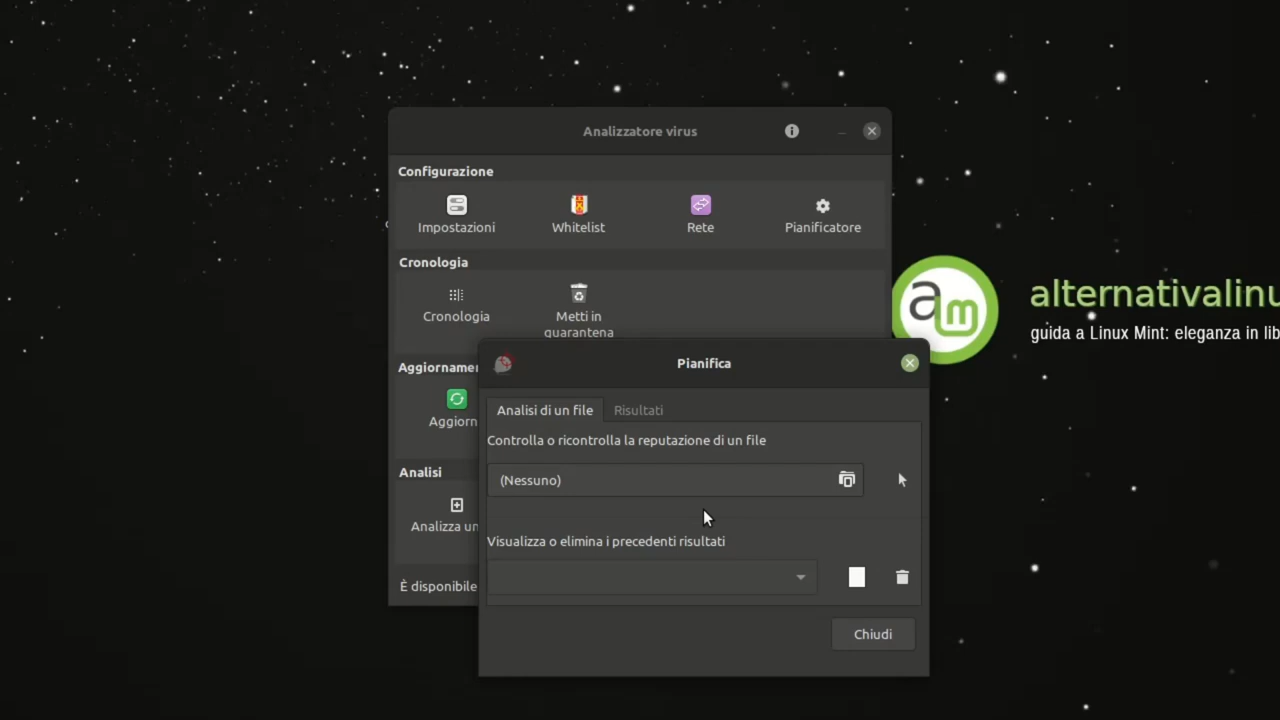 Analizzatore virus
Configurazione
Impostazioni
Whitelist
Rete
Pianificatore
Cronologia
Cronologia
Metti in
quarantena
am
alternativalinu
guida a Linux Mint: eleganza in lib
Aggiornamen
Aggiorn
Analisi
Analizza un
È disponibile
Pianifica
Analisi di un file
Risultati
Controlla o ricontrolla la reputazione di un file
(Nessuno)
Visualizza o elimina i precedenti risultati
Chiudi